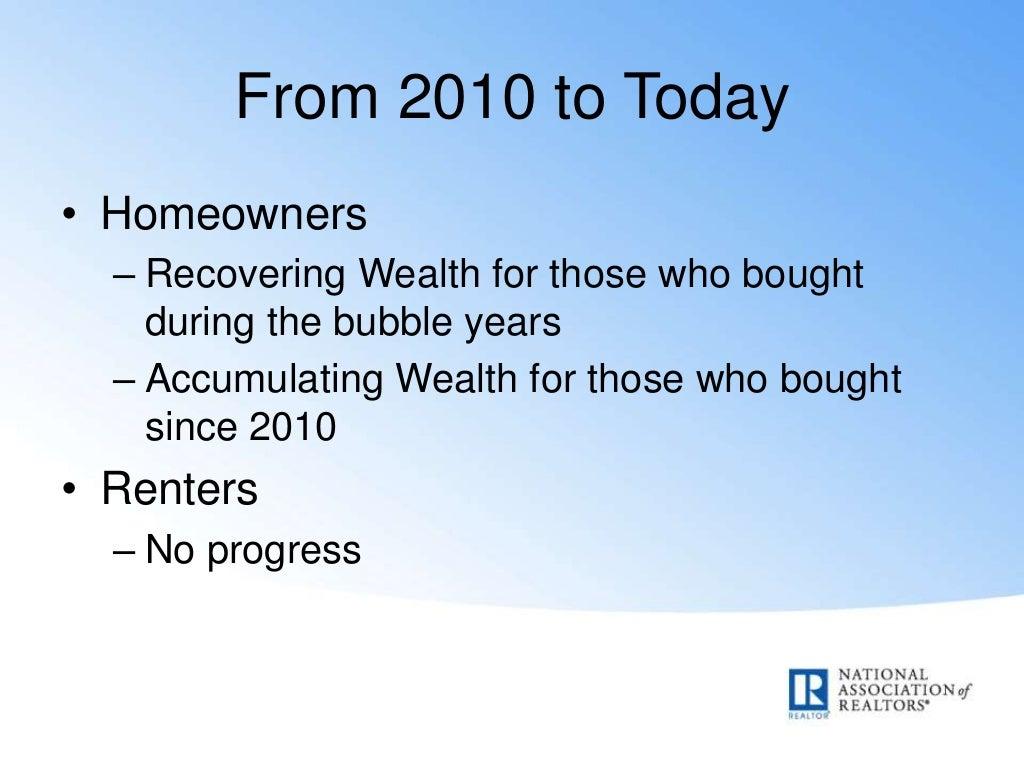 From 2010 to Today
• Homeowners
– Recovering Wealth for those who bought
during the bubble years
– Accumulating Wealth for those who bought
since 2010
• Renters
– No progress
NATIONAL
ASSOCIATION of
REALTORS®
REALTOR®